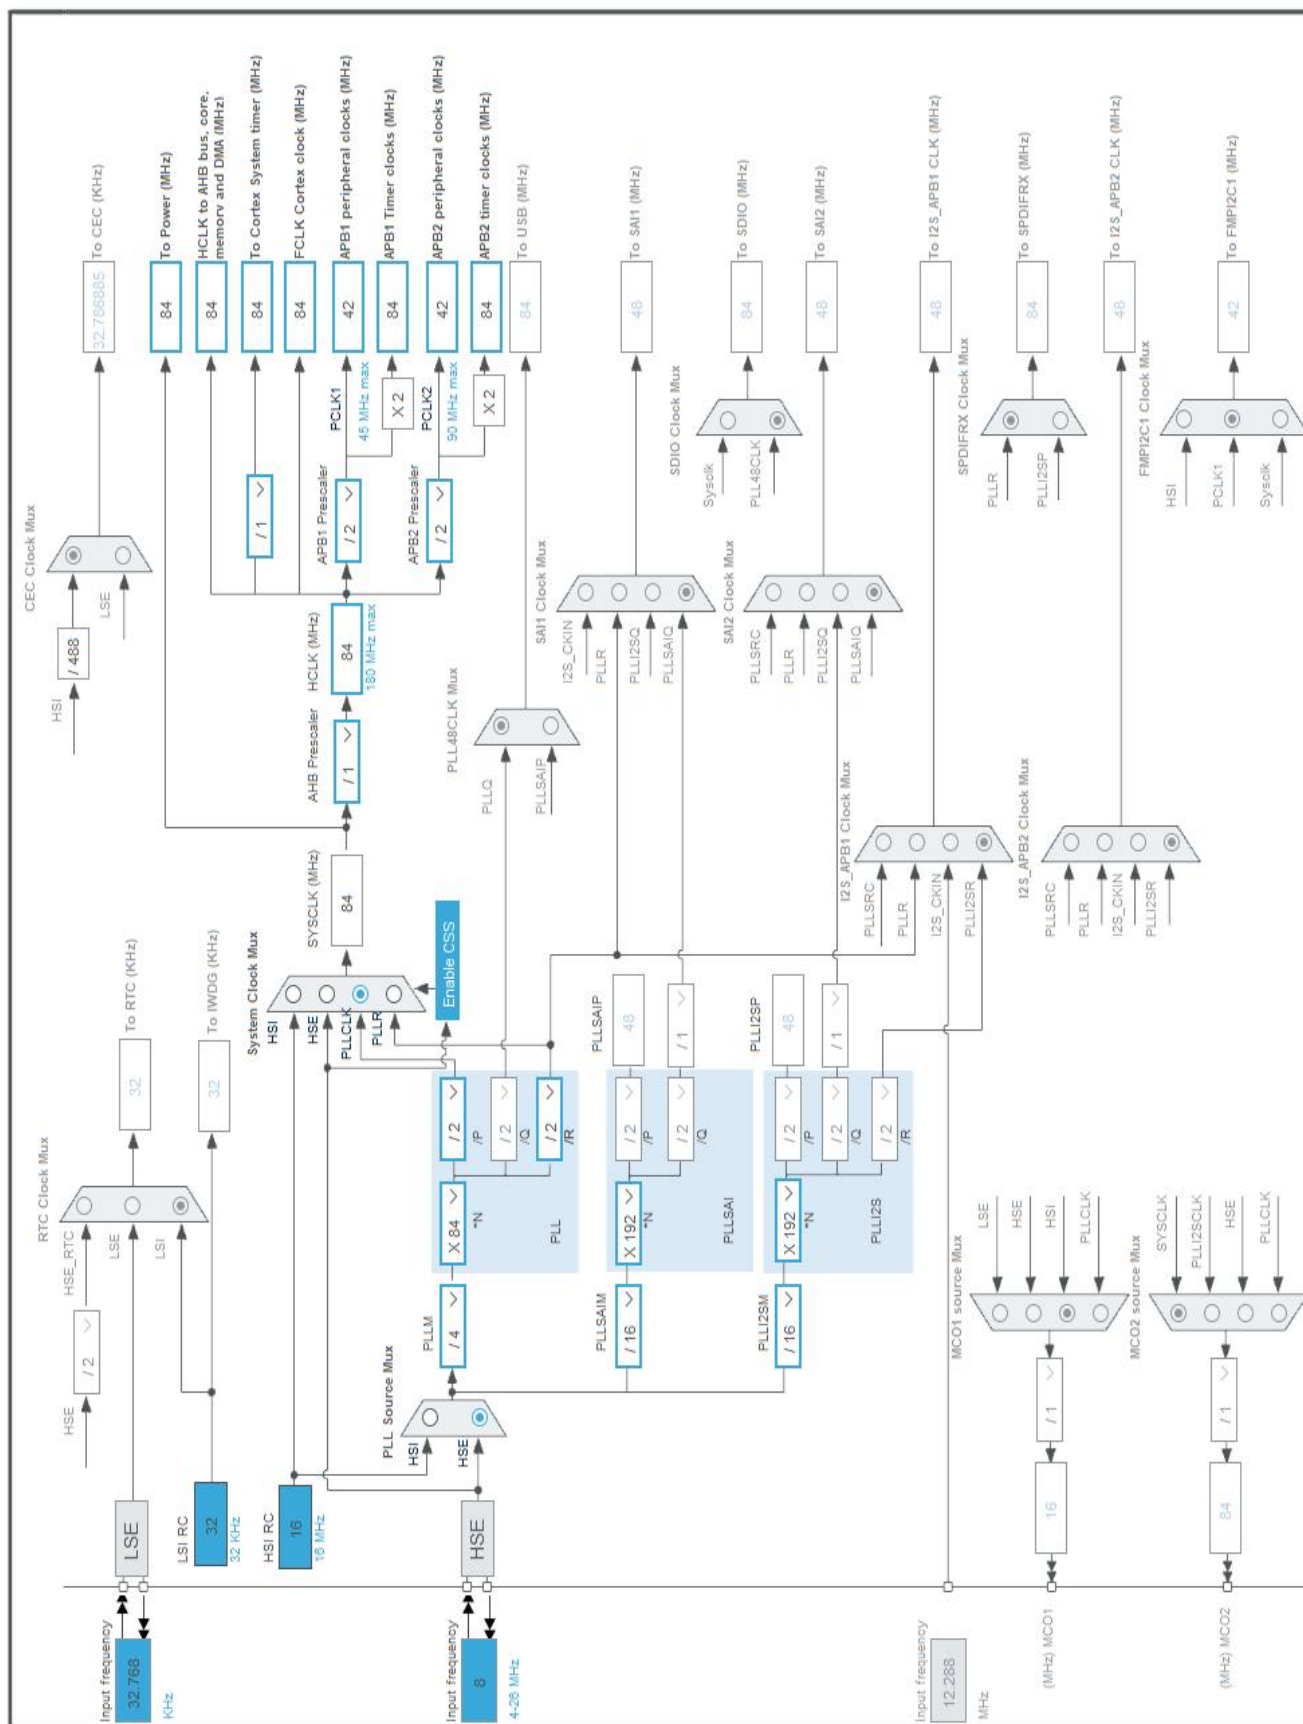 Input frequency
32.768
KHz
LSE
HSE
/ 2
HSE_RTC
LSE
LSI
RTC Clock Mux
32
To RTC (KHz)
LSI RC
32
32 KHz
32
To IWDG (KHz)
HSI
/ 488
LSE
CEC Clock Mux
32.786885
To CEC (KHz)
HSI RC
16
16 MHz
Input frequency
8
4-26 MHz
HSE
PLL Source Mux
HSI
HSE
PLLM
/ 4
X 84
*N
/ 2
/P
/ 2
/Q
/ 2
/R
PLL
System Clock Mux
HSI
HSE
PLLCLK
PLLR
Enable CSS
SYSCLK (MHz)
84
AHB Prescaler
/ 1
HCLK (MHz)
84
180 MHz max
/ 1
APB1 Prescaler
/ 2
APB2 Prescaler
/ 2
PCLK1
45 MHz max
X 2
PCLK2
90 MHz max
X 2
84
To Power (MHz)
84
HCLK to AHB bus, core,
memory and DMA (MHz)
84
To Cortex System timer (MHz)
84
FCLK Cortex clock (MHz)
42
APB1 peripheral clocks (MHz)
84
APB1 Timer clocks (MHz)
42
APB2 peripheral clocks (MHz)
84
APB2 timer clocks (MHz)
PLLQ
PLLSAIP
PLL48CLK Mux
84
To USB (MHz)
PLLSAIM
/ 16
X 192
*N
/ 2
/P
/ 2
/Q
PLLSAI
PLLSAIP
48
/ 1
SAI1 Clock Mux
I2S_CKIN
PLLR
PLLI2SQ
PLLSAIQ
48
To SAI1 (MHz)
SDIO Clock Mux
Sysclk
PLL48CLK
84
To SDIO (MHz)
PLLI2SM
/ 16
X 192
*N
/ 2
/P
/ 2
/Q
/ 2
/R
PLLI2S
PLLI2SP
48
/ 1
SAI2 Clock Mux
PLLSRC
PLLR
PLLI2SQ
PLLSAIQ
48
To SAI2 (MHz)
I2S_APB1 Clock Mux
PLLSRC
PLLR
I2S_CKIN
PLLI2SR
48
To I2S_APB1 CLK (MHz)
SPDIFRX Clock Mux
PLLR
PLLI2SP
84
To SPDIFRX (MHz)
I2S_APB2 Clock Mux
PLLSRC
PLLR
I2S_CKIN
PLLI2SR
48
To I2S_APB2 CLK (MHz)
FMPI2C1 Clock Mux
HSI
PCLK1
Sysclk
42
To FMPI2C1 (MHz)
Input frequency
12.288
MHz
MCO1 source Mux
LSE
HSE
HSI
PLLCLK
/ 1
16
(MHz) MCO1
MCO2 source Mux
SYSCLK
PLLI2SCLK
HSE
PLLCLK
/ 1
84
(MHz) MCO2